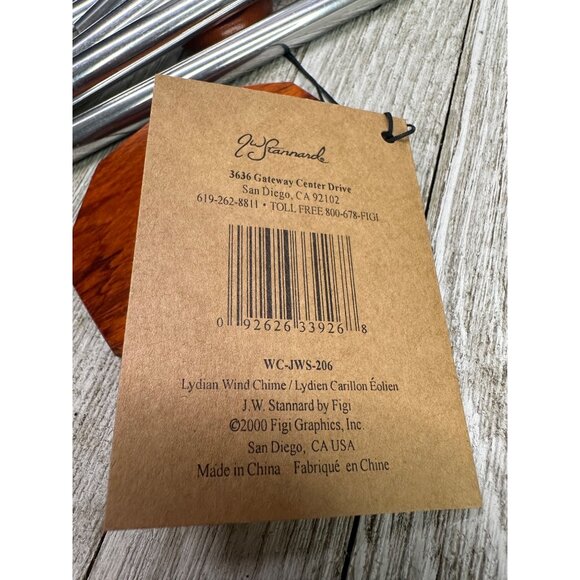 JW Stannard
3636 Gateway Center Drive
San Diego, CA 92102
619-262-8811 • TOLL FREE 800-678-FIGI
0 92626 33926 8
WC-JWS-206
Lydian Wind Chime / Lydien Carillon Éolien
J.W. Stannard by Figi
©2000 Figi Graphics, Inc.
San Diego, CA USA
Made in China Fabriqué en Chine